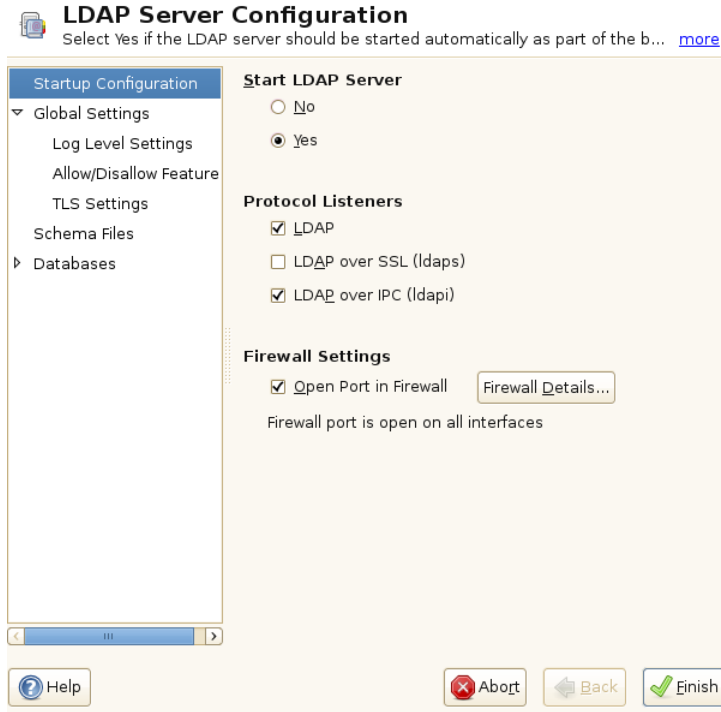 LDAP Server Configuration
Select Yes if the LDAP server should be started automatically as part of the b... more
Startup Configuration
Global Settings
Log Level Settings
Allow/Disallow Feature
TLS Settings
Schema Files
Databases
Start LDAP Server
No
Yes
Protocol Listeners
LDAP
LDAP over SSL (ldaps)
LDAP over IPC (ldapi)
Firewall Settings
Open Port in Firewall
Firewall Details...
Firewall port is open on all interfaces
Help
Abort
Back
Finish